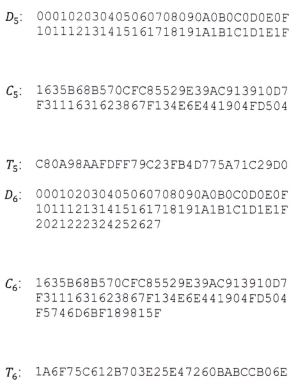 D₅: 000102030405060708090A0B0C0D0E0F
101112131415161718191A1B1C1D1E1F
C₅: 1635B68B570CFC85529E39AC913910D7
F3111631623867F134E6E441904FD504
T₅: C80A98AAFDFF79C23FB4D775A71C29D0
D₆: 000102030405060708090A0B0C0D0E0F
101112131415161718191A1B1C1D1E1F
2021222324252627
C₆: 1635B68B570CFC85529E39AC913910D7
F3111631623867F134E6E441904FD504
F5746D6BF189815F
T₆: 1A6F75C612B703E25E47260BABCCB06E